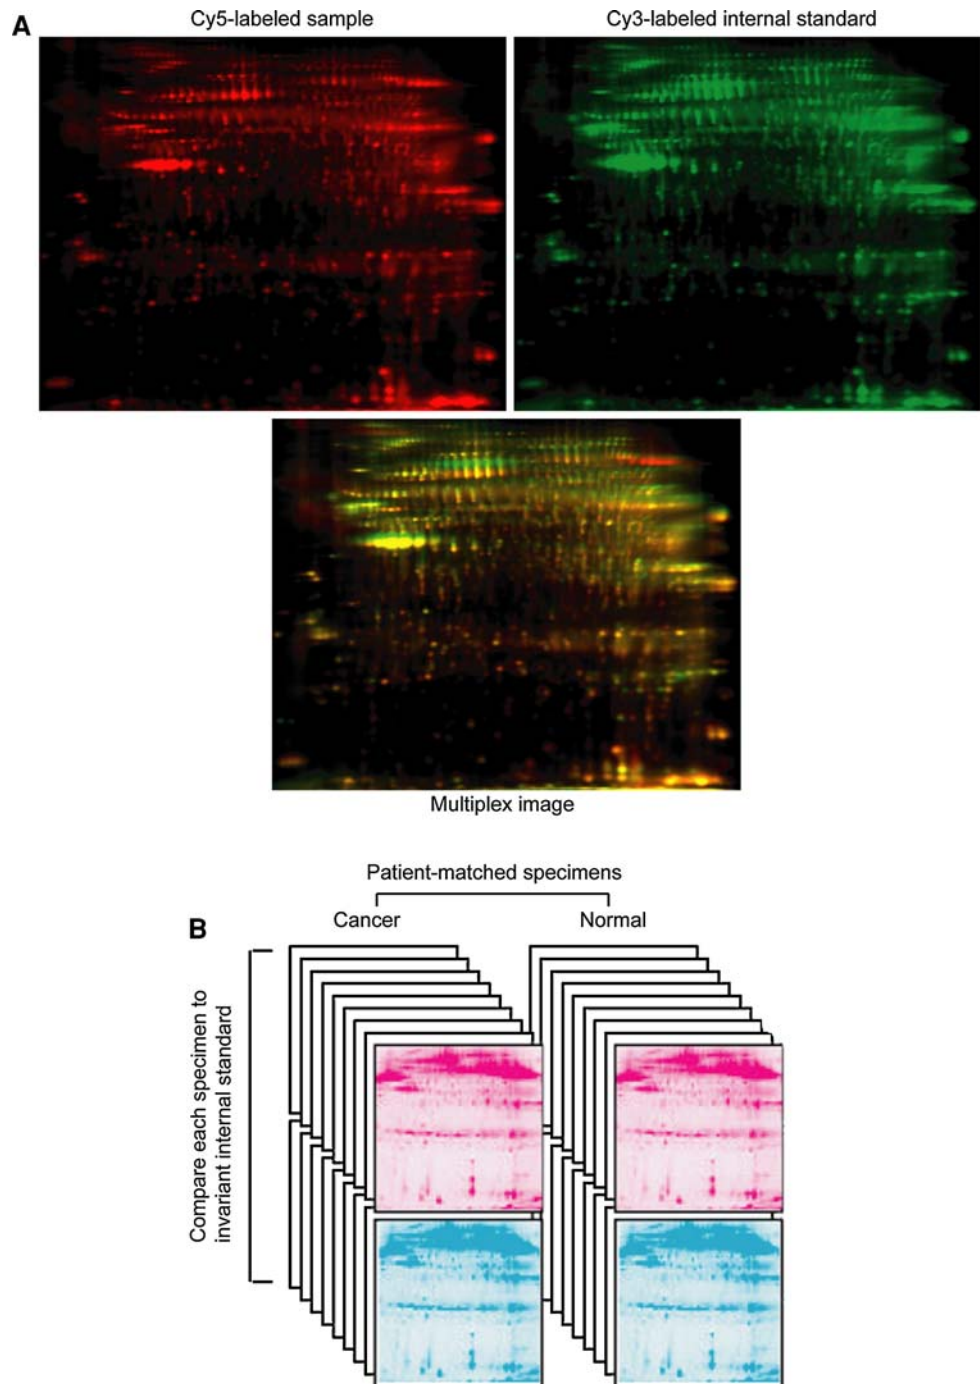 A
Cy5-labeled sample
Cy3-labeled internal standard
Multiplex image
B
Patient-matched specimens
Cancer
Normal
Compare each specimen to
invariant internal standard